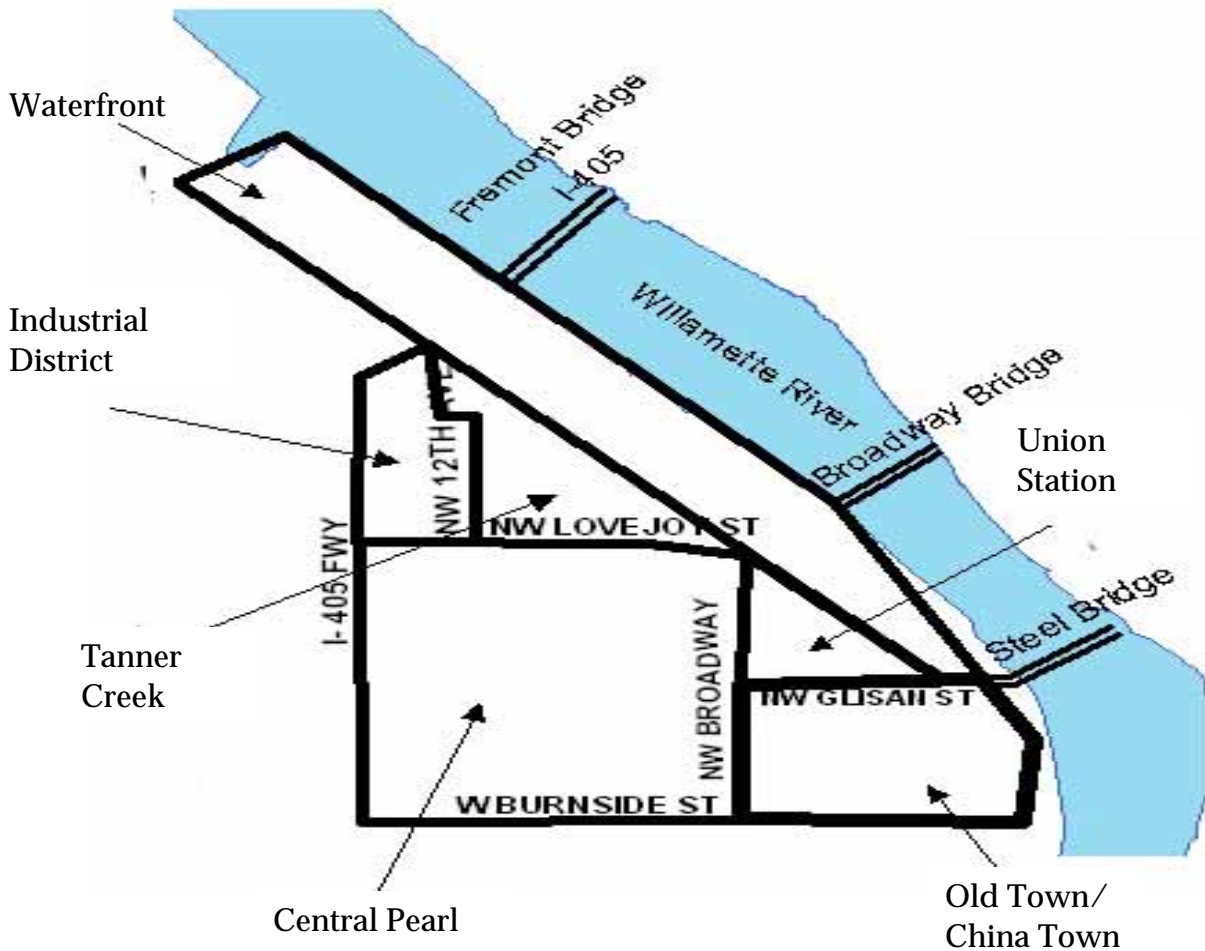 Waterfront
Fremont Bridge
I-405
Willamette River
Industrial
District
Broadway Bridge
Union
Station
NW 12TH AVE
NW LOVEJOY ST
I-405 FWY
Steel Bridge
Tanner
Creek
NW BROADWAY
NW GLISAN ST
W BURNSIDE ST
Central Pearl
Old Town/
China Town